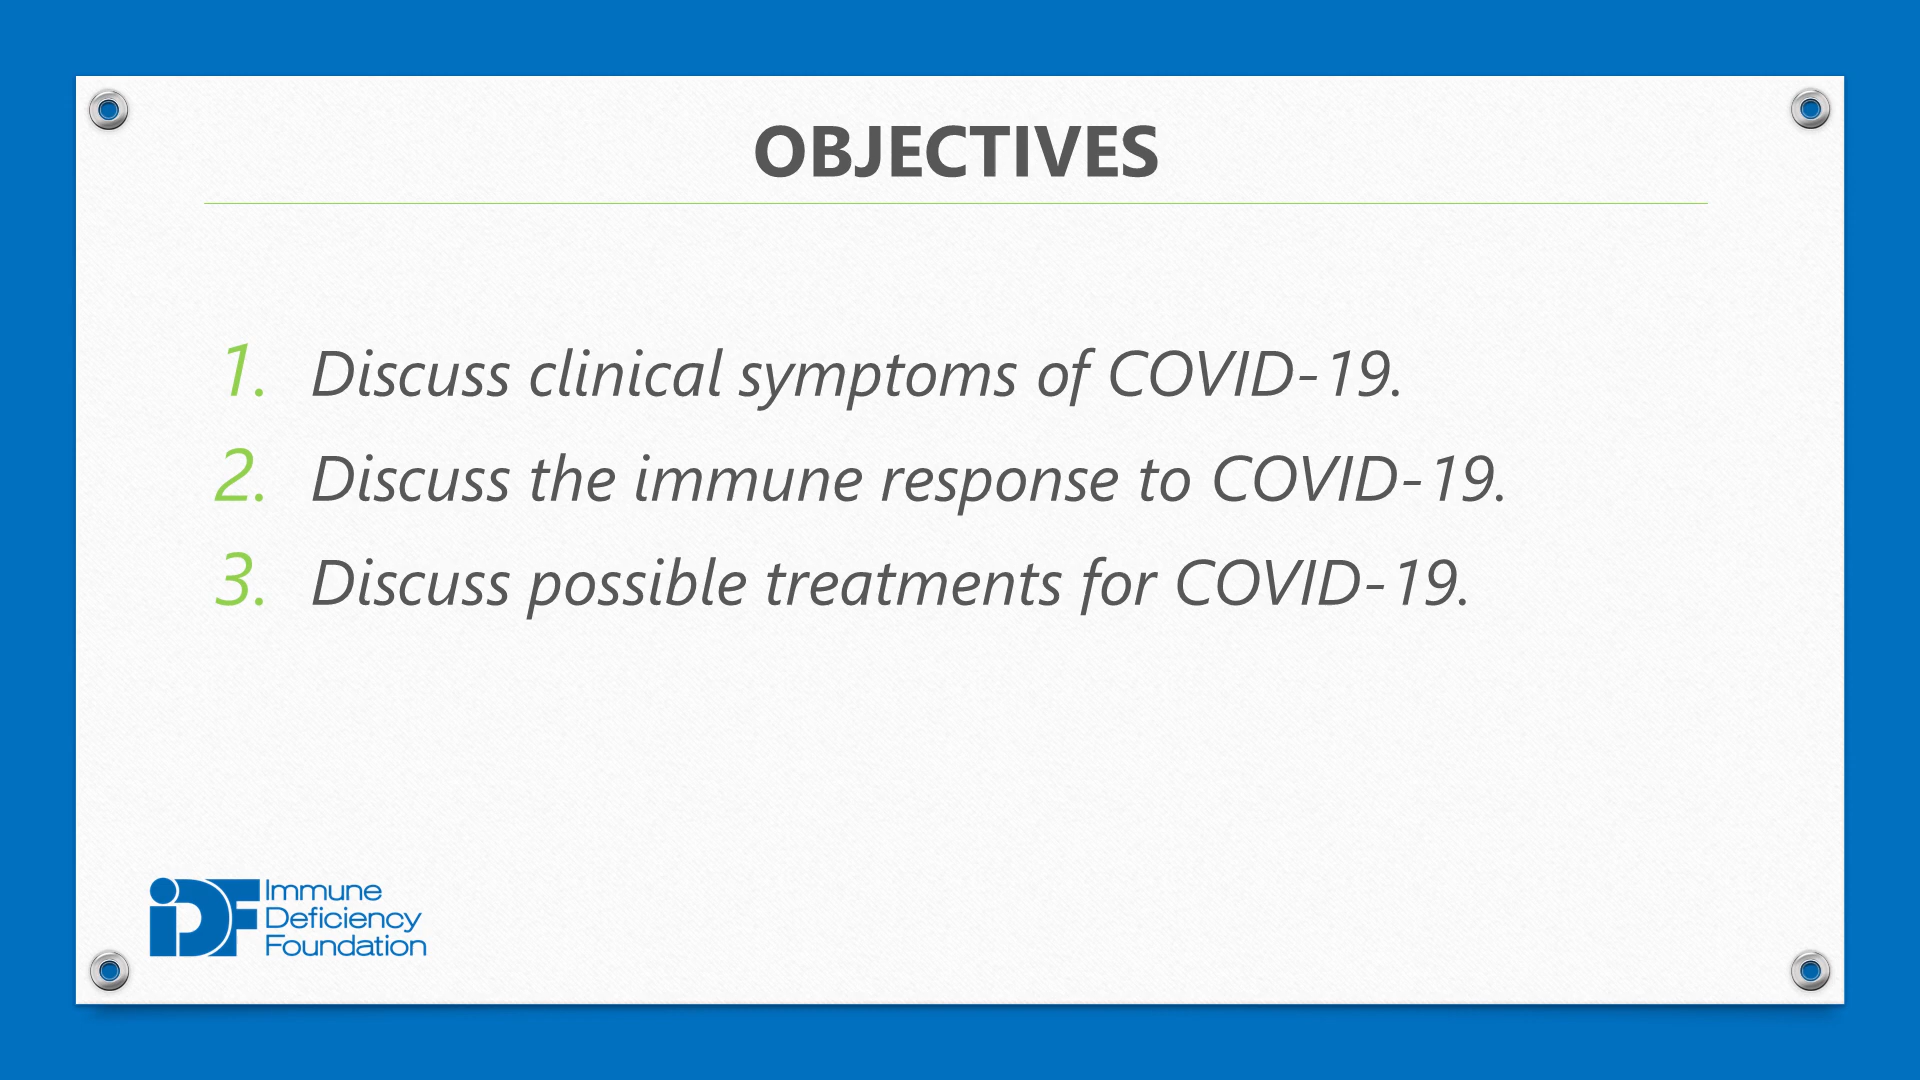 OBJECTIVES
1. Discuss clinical symptoms of COVID-19.
2. Discuss the immune response to COVID-19.
3. Discuss possible treatments for COVID-19.
iDF Immune
Deficiency
Foundation